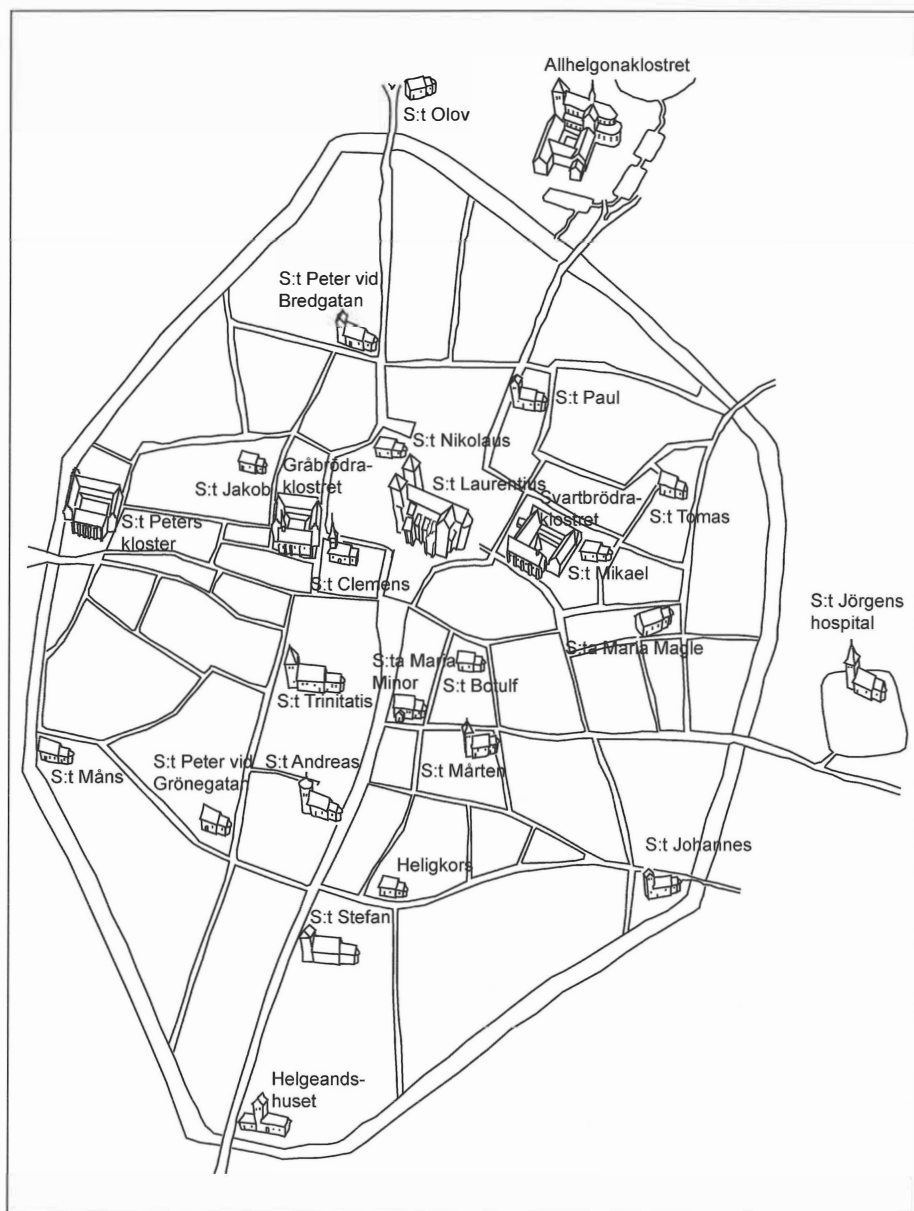 Allhelgonaklostret
S:t Olov
S:t Peter vid
Bredgatan
S:t Paul
S:t Nikolaus
S:t Jakob
Gråbrödra-
klostret
S:t Laurentius
Svartbrödra-
klostret
S:t Tomas
S:t Peters
kloster
S:t Clemens
S:t Mikael
S:t Jörgens
hospital
S:ta Maria Magle
S:ta Maria
Minor
S:t Botulf
S:t Trinitatis
S:t Måns
S:t Peter vid
Grönegatan
S:t Andreas
S:t Mårten
S:t Johannes
Heligkors
S:t Stefan
Helgeands-
huset